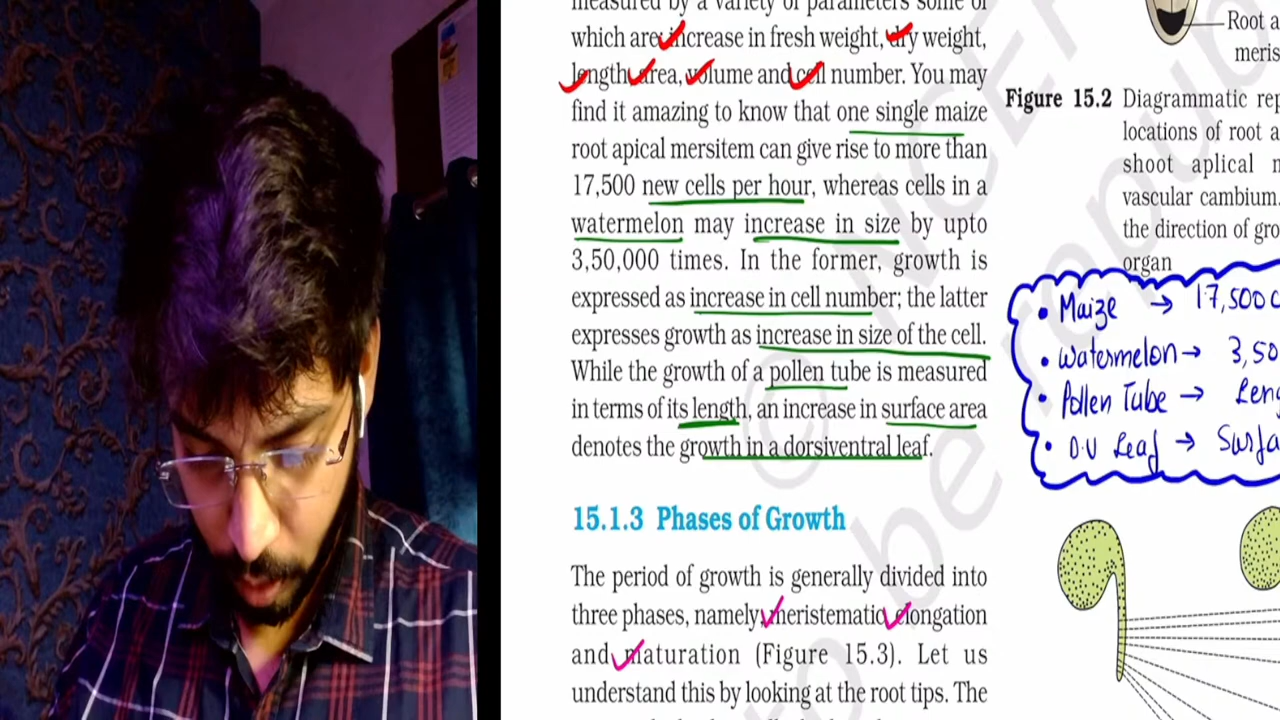 measured by a variety of parameters some of
which are increase in fresh weight, dry weight,
length, area, volume and cell number. You may
find it amazing to know that one single maize
root apical mersitem can give rise to more than
17,500 new cells per hour, whereas cells in a
watermelon may increase in size by upto
3,50,000 times. In the former, growth is
expressed as increase in cell number; the latter
expresses growth as increase in size of the cell.
While the growth of a pollen tube is measured
in terms of its length, an increase in surface area
denotes the growth in a dorsiventral leaf.
15.1.3 Phases of Growth
The period of growth is generally divided into
three phases, namely, meristematic, elongation
and maturation (Figure 15.3). Let us
understand this by looking at the root tips. The
Root a
meris
Figure 15.2 Diagrammatic rep
locations of root a
shoot aplical m
vascular cambium.
the direction of gro
organ
• Maize → 17,500 c
• Watermelon → 3,50
• Pollen Tube → Leng
• D.V Leaf → Surfa
© NCER
to be repub